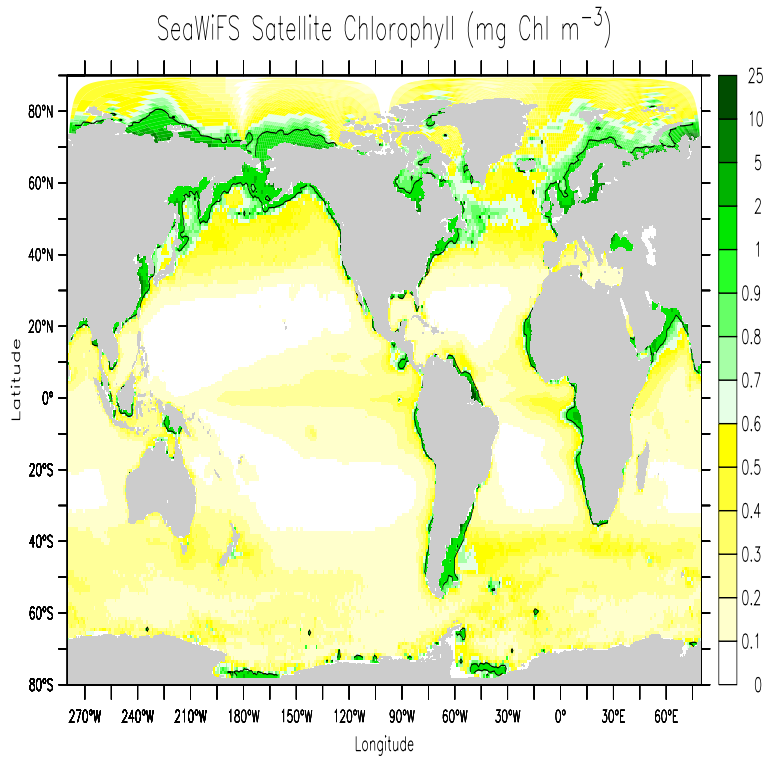 SeaWiFS Satellite Chlorophyll (mg Chl m⁻³)
80°N
60°N
40°N
20°N
0°
20°S
40°S
60°S
80°S
Latitude
270°W 240°W 210°W 180°W 150°W 120°W 90°W 60°W 30°W 0° 30°E 60°E
Longitude
25
10
5
2
1
0.9
0.8
0.7
0.6
0.5
0.4
0.3
0.2
0.1
0